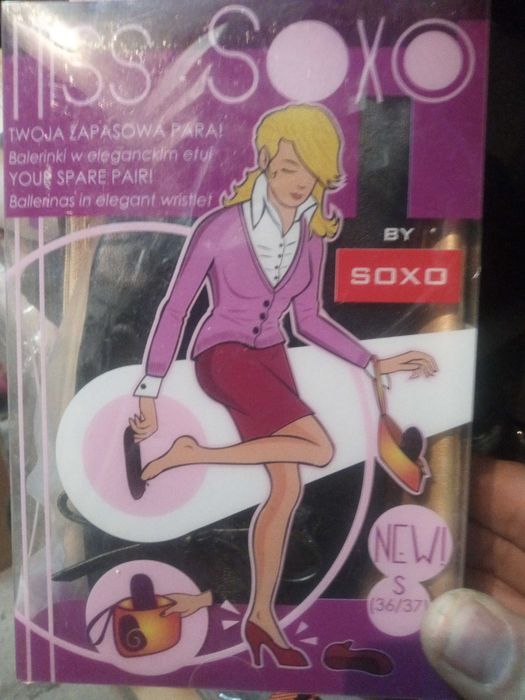 MISS SOXO
TWOJA ZAPASOWA PARA!
Balerinki w eleganckim etui
YOUR SPARE PAIR!
Ballerinas in elegant wristlet
BY
SOXO
NEW!
S
(36/37)